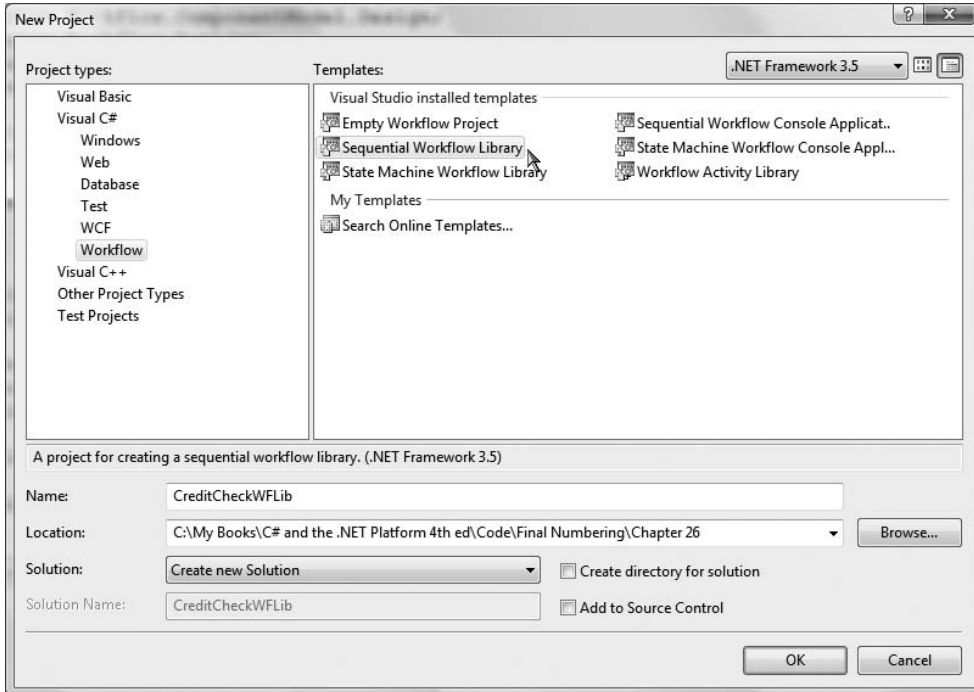 New Project
Project types:
Templates:
.NET Framework 3.5
Visual Basic
Visual C#
Windows
Web
Database
Test
WCF
Workflow
Visual C++
Other Project Types
Test Projects
Visual Studio installed templates
Empty Workflow Project
Sequential Workflow Console Applicat..
Sequential Workflow Library
State Machine Workflow Console Appl...
State Machine Workflow Library
Workflow Activity Library
My Templates
Search Online Templates...
A project for creating a sequential workflow library. (.NET Framework 3.5)
Name:
CreditCheckWFLib
Location:
C:\My Books\C# and the .NET Platform 4th ed\Code\Final Numbering\Chapter 26
Browse...
Solution:
Create new Solution
Create directory for solution
Solution Name:
CreditCheckWFLib
Add to Source Control
OK
Cancel